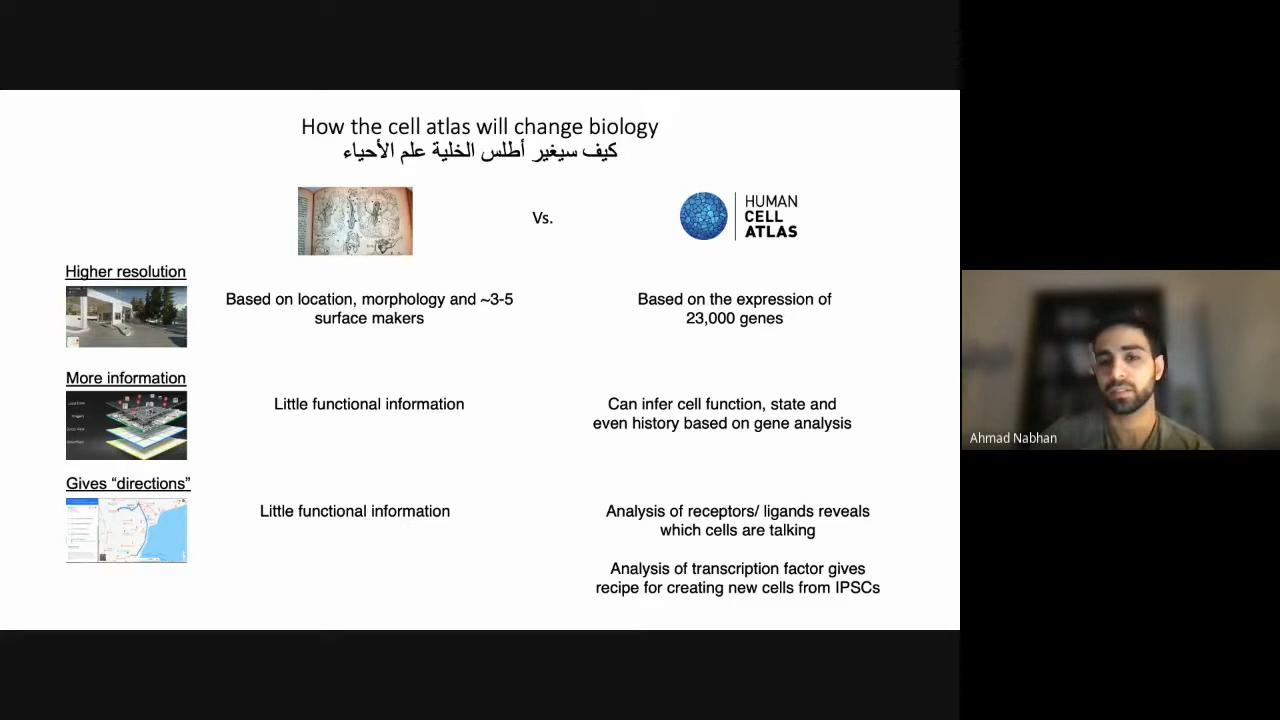 How the cell atlas will change biology
كيف سيغير أطلس الخلية علم الأحياء
Vs.
HUMAN
CELL
ATLAS
Higher resolution
Based on location, morphology and ~3-5
surface makers
Based on the expression of
23,000 genes
More information
Little functional information
Can infer cell function, state and
even history based on gene analysis
Gives “directions”
Little functional information
Analysis of receptors/ ligands reveals
which cells are talking
Analysis of transcription factor gives
recipe for creating new cells from IPSCs
Ahmad Nabhan